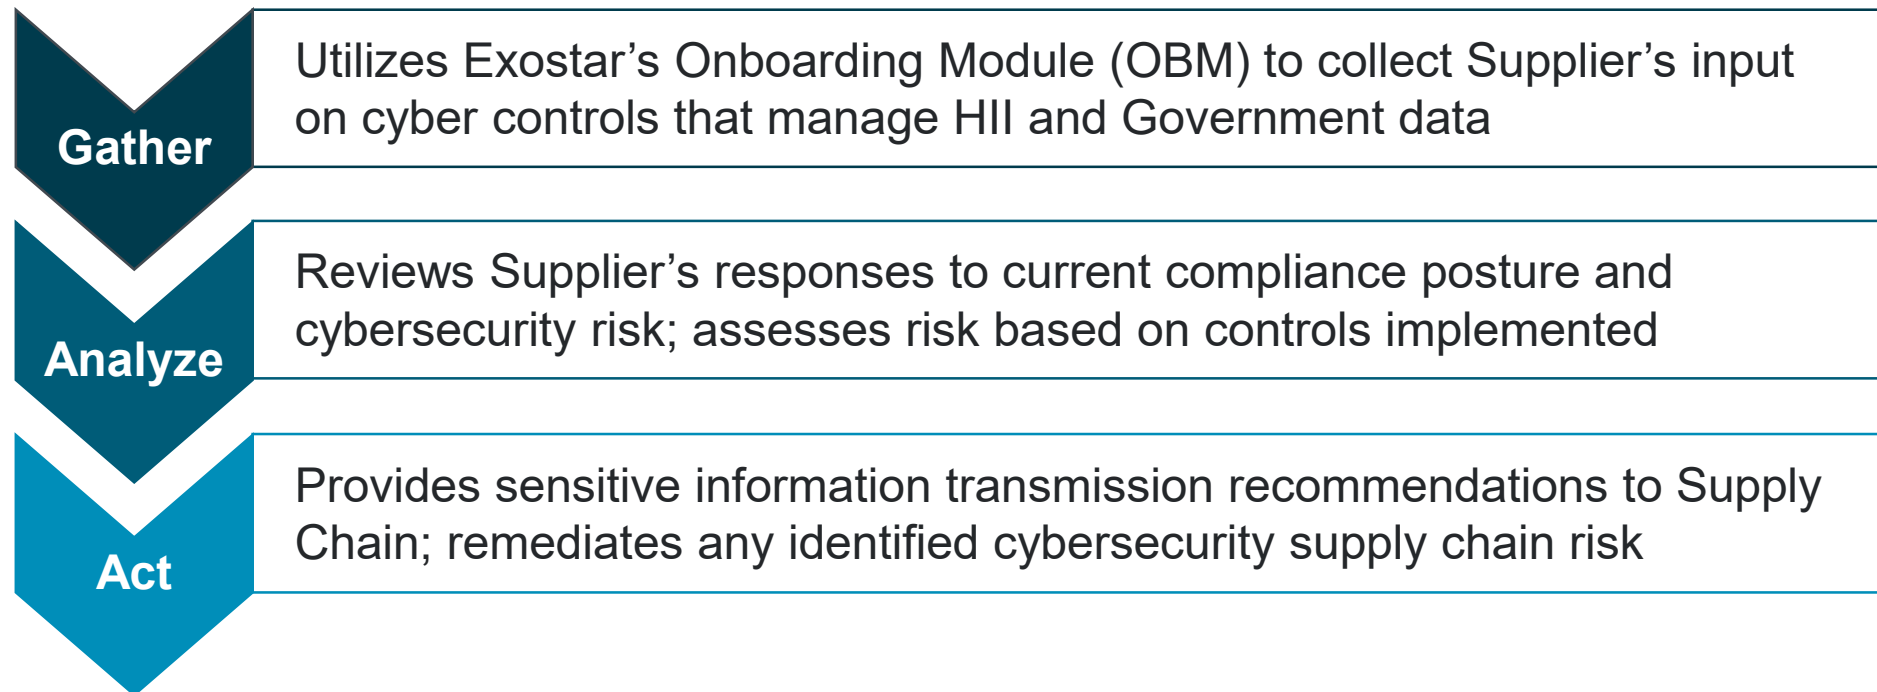 Gather
Utilizes Exostar’s Onboarding Module (OBM) to collect Supplier’s input
on cyber controls that manage HII and Government data
Analyze
Reviews Supplier’s responses to current compliance posture and
cybersecurity risk; assesses risk based on controls implemented
Act
Provides sensitive information transmission recommendations to Supply
Chain; remediates any identified cybersecurity supply chain risk